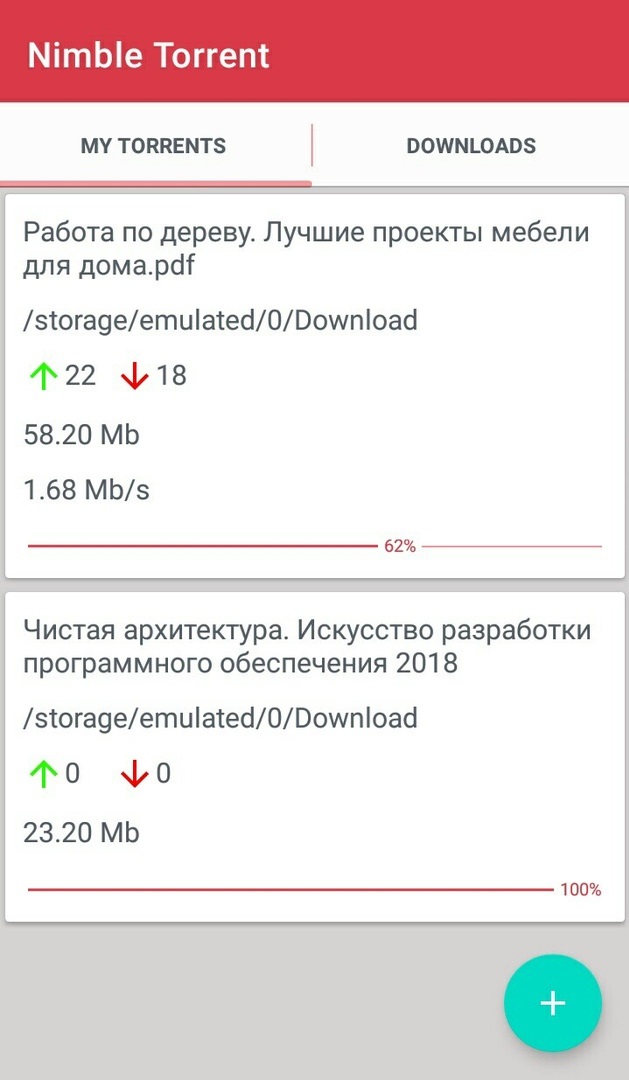 Nimble Torrent
MY TORRENTS
DOWNLOADS
Работа по дереву. Лучшие проекты мебели
для дома.pdf
/storage/emulated/0/Download
22 18
58.20 Mb
1.68 Mb/s
62%
Чистая архитектура. Искусство разработки
программного обеспечения 2018
/storage/emulated/0/Download
0 0
23.20 Mb
100%